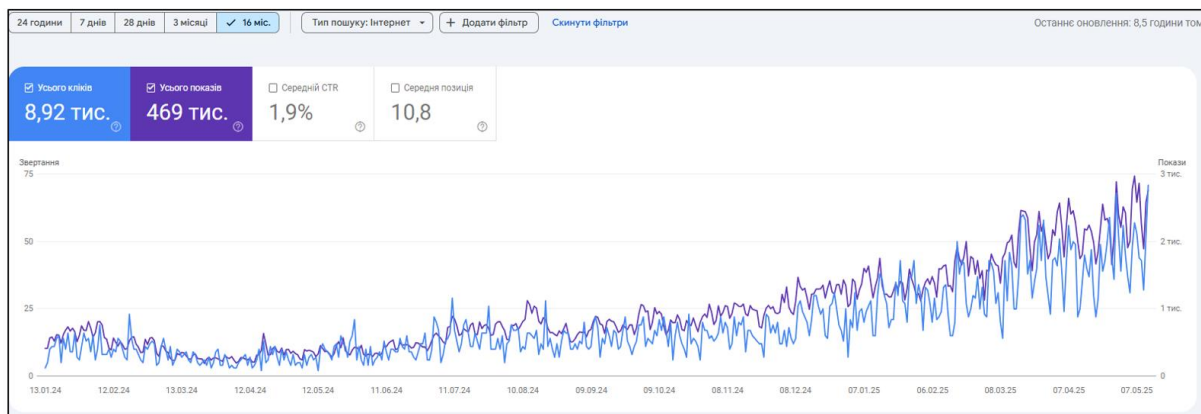 24 години 7 днів 28 днів 3 місяці 16 міс. Тип пошуку: Інтернет + Додати фільтр Скинути фільтри Останнє оновлення: 8,5 години том
Усього кліків Усього показів Середній CTR Середня позиція
8,92 тис. 469 тис. 1,9% 10,8
Звертання Покази
75 3 тис.
50 2 тис.
25 1 тис.
0 0
13.01.24 12.02.24 13.03.24 12.04.24 12.05.24 11.06.24 11.07.24 10.08.24 09.09.24 09.10.24 08.11.24 08.12.24 07.01.25 06.02.25 08.03.25 07.04.25 07.05.25